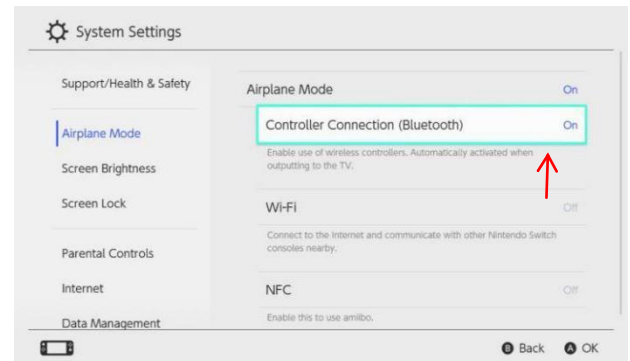 System Settings
Support/Health & Safety
Airplane Mode
Screen Brightness
Screen Lock
Parental Controls
Internet
Data Management
Airplane Mode On
Controller Connection (Bluetooth) On
Enable use of wireless controllers. Automatically activated when
outputting to the TV.
Wi-Fi Off
Connect to the Internet and communicate with other Nintendo Switch
consoles nearby.
NFC Off
Enable this to use amiibo.
B Back A OK